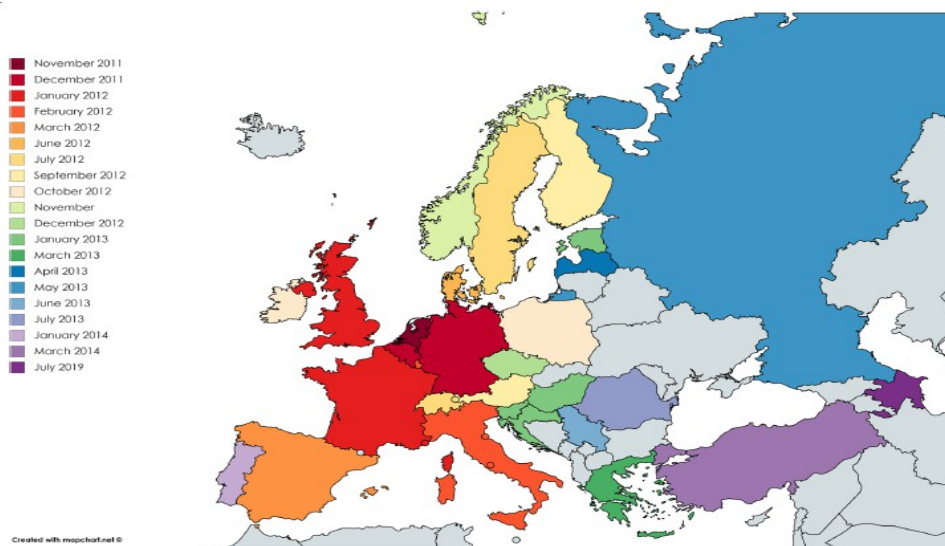 November 2011
December 2011
January 2012
February 2012
March 2012
June 2012
July 2012
September 2012
October 2012
November
December 2012
January 2013
March 2013
April 2013
May 2013
June 2013
July 2013
January 2014
March 2014
July 2019
Created with mapchart.net ©